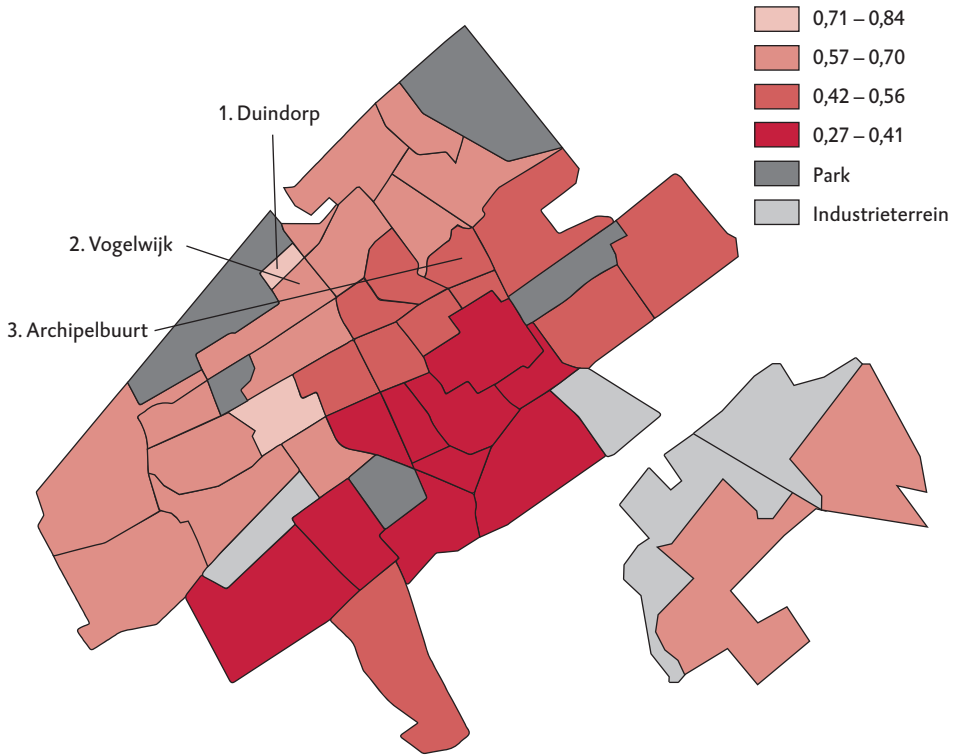 0,71 – 0,84
0,57 – 0,70
0,42 – 0,56
0,27 – 0,41
Park
Industrieterrein
1. Duindorp
2. Vogelwijk
3. Archipelbuurt